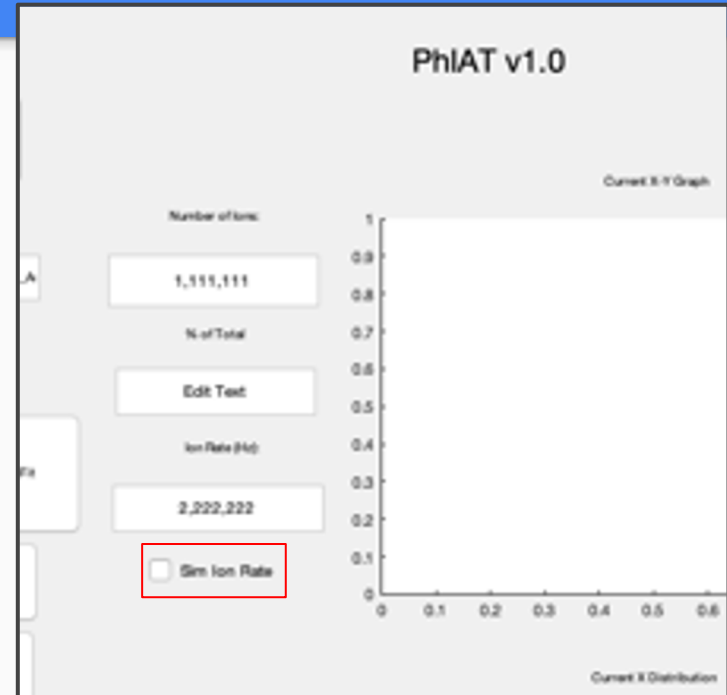 PhIAT v1.0
Current X-Y Graph
Number of Ions:
1,111,111
% of Total
Edit Text
Ion Rate (Hz):
2,222,222
Sim Ion Rate
_A
Fit
1
0.9
0.8
0.7
0.6
0.5
0.4
0.3
0.2
0.1
0
0
0.1
0.2
0.3
0.4
0.5
0.6
Current X Distribution